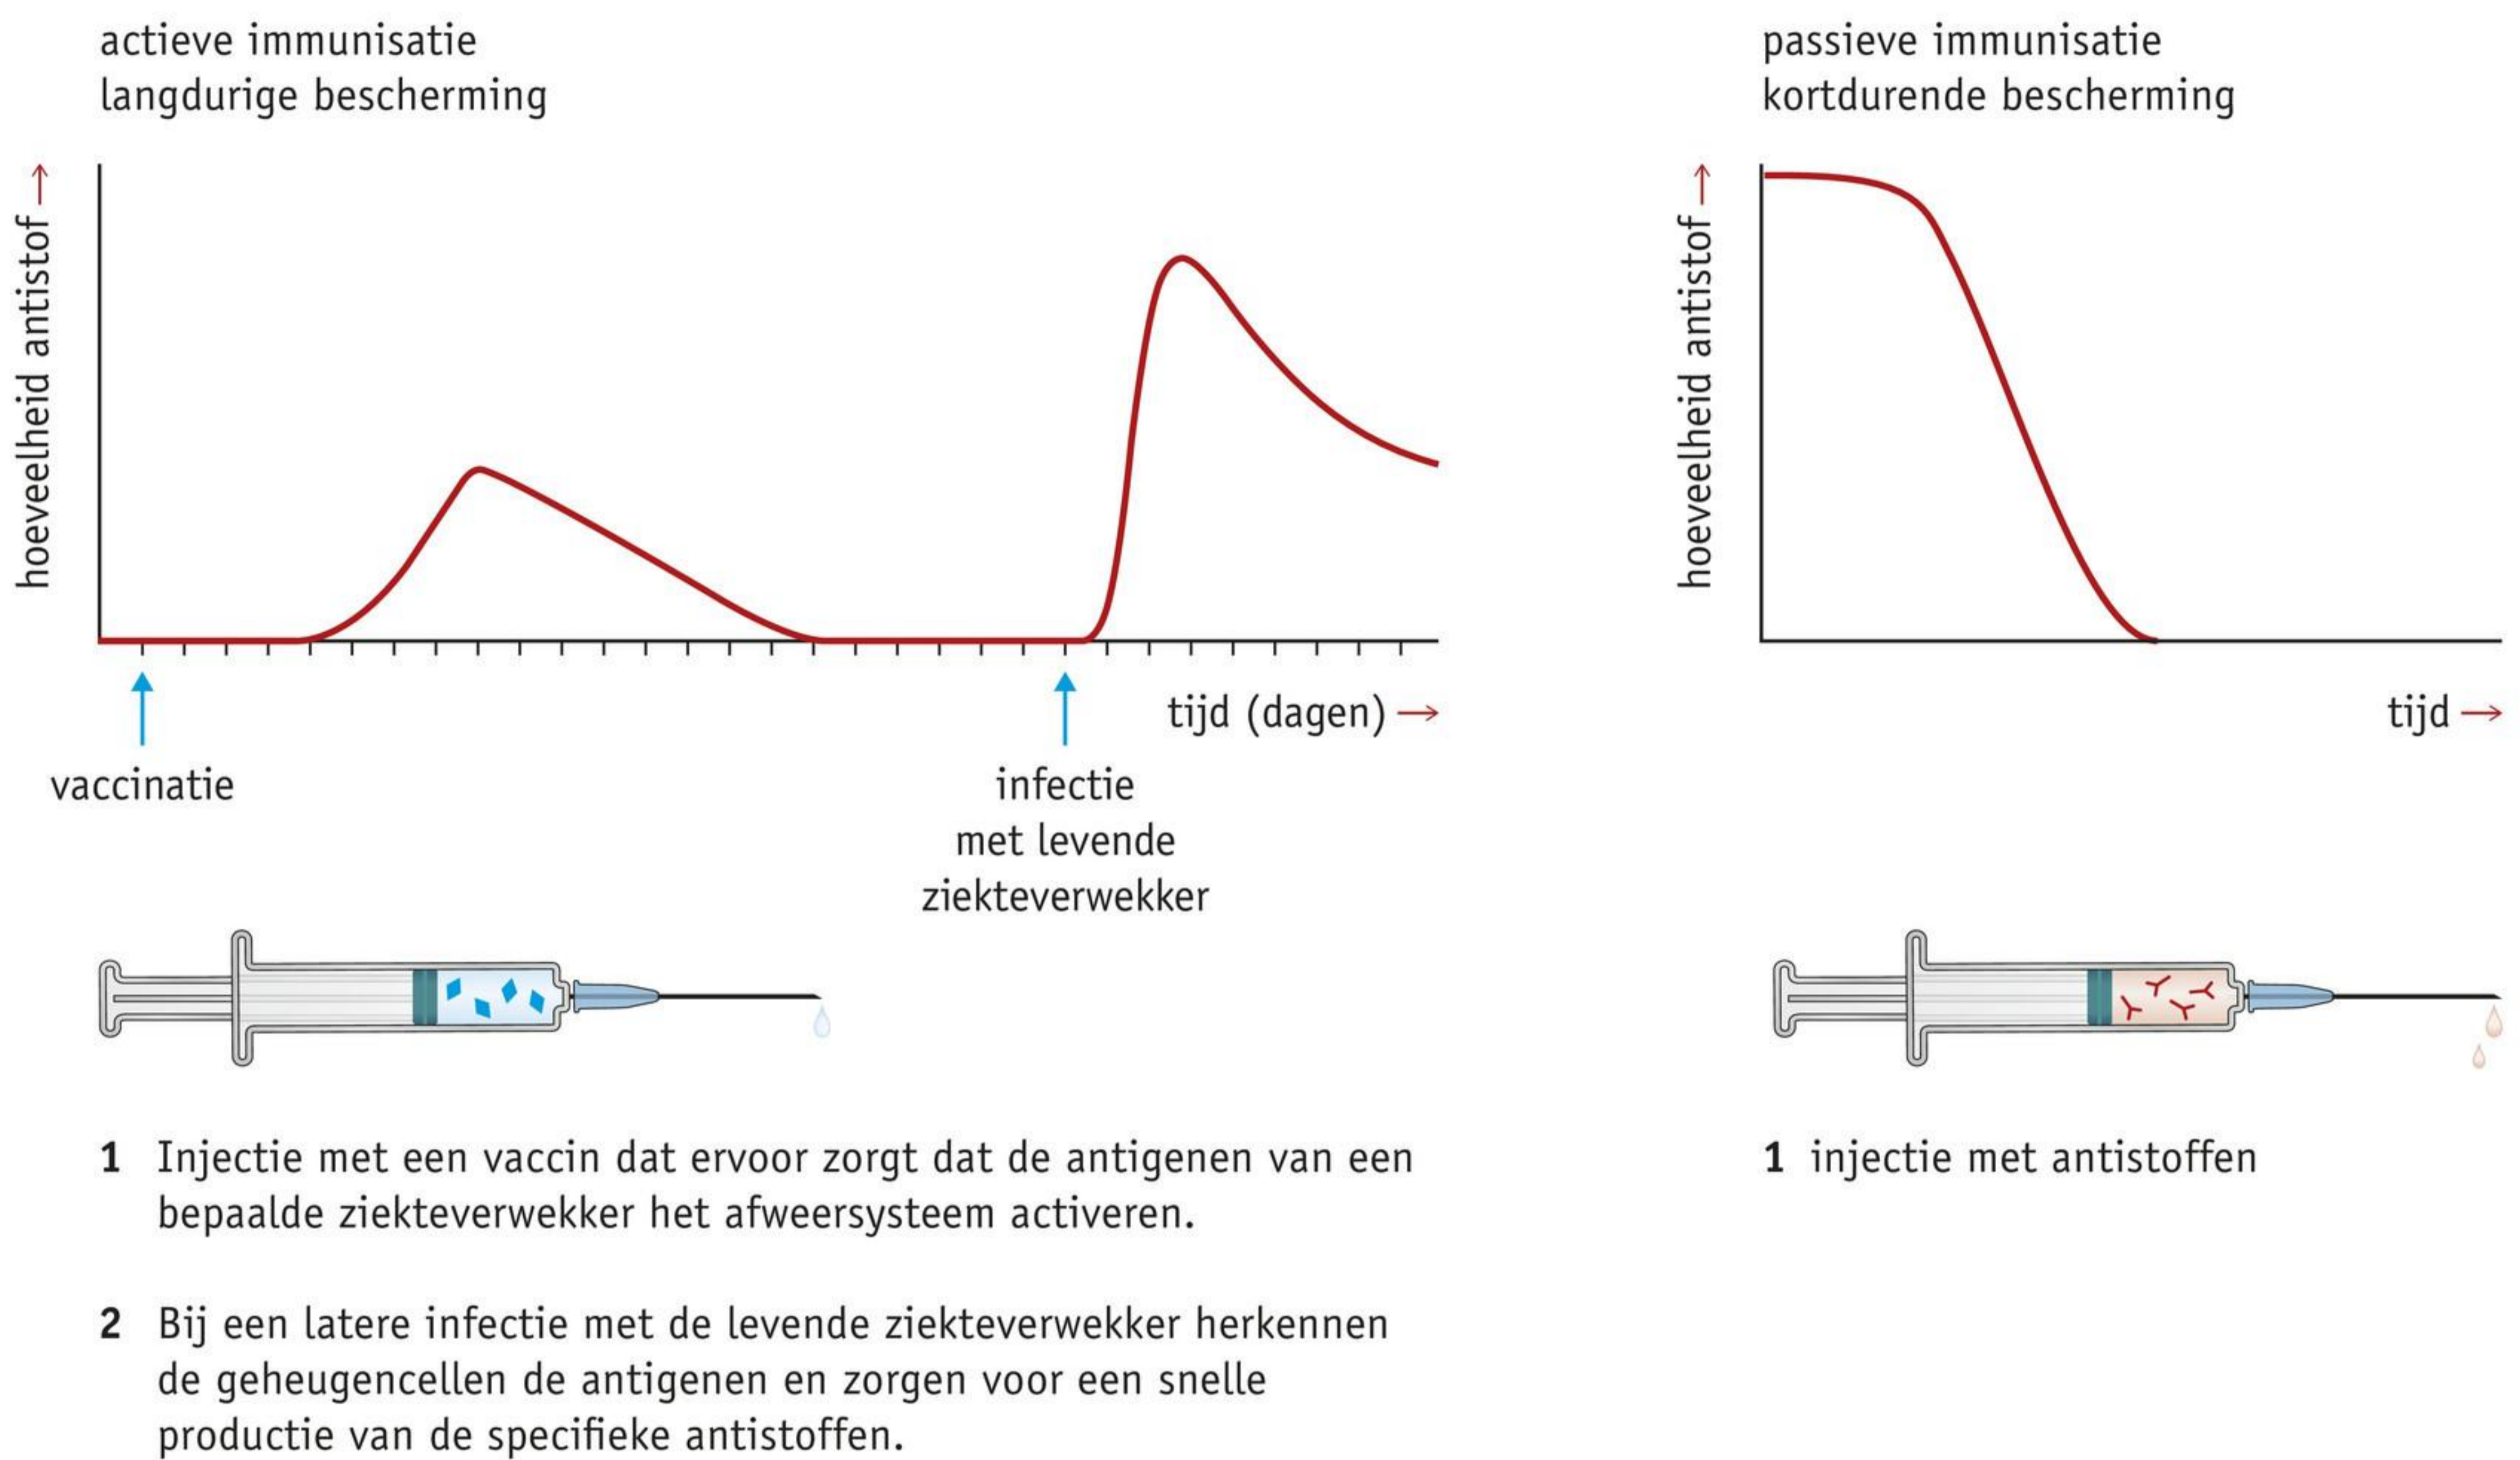 actieve immunisatie
langdurige bescherming
hoeveelheid antistof →
tijd (dagen) →
vaccinatie
infectie
met levende
ziekteverwekker
1 Injectie met een vaccin dat ervoor zorgt dat de antigenen van een
bepaalde ziekteverwekker het afweersysteem activeren.
2 Bij een latere infectie met de levende ziekteverwekker herkennen
de geheugencellen de antigenen en zorgen voor een snelle
productie van de specifieke antistoffen.
passieve immunisatie
kortdurende bescherming
hoeveelheid antistof →
tijd →
1 injectie met antistoffen